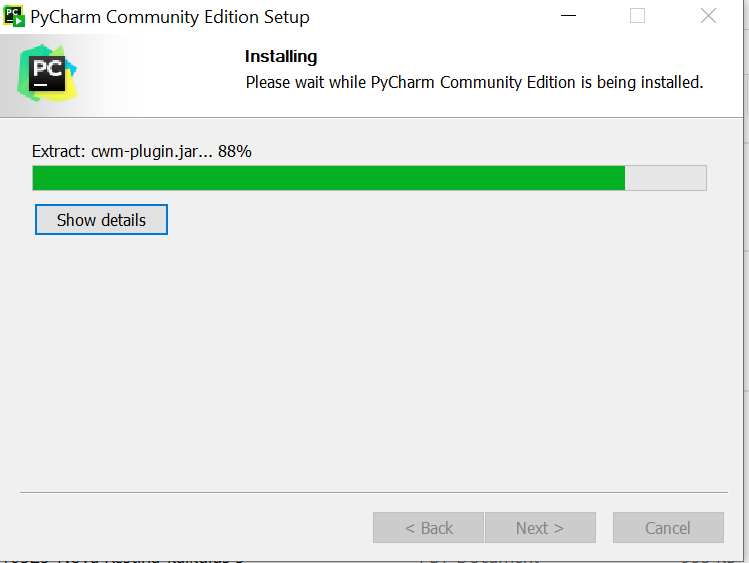 PyCharm Community Edition Setup
Installing
Please wait while PyCharm Community Edition is being installed.
PC
Extract: cwm-plugin.jar... 88%
Show details
< Back
Next >
Cancel